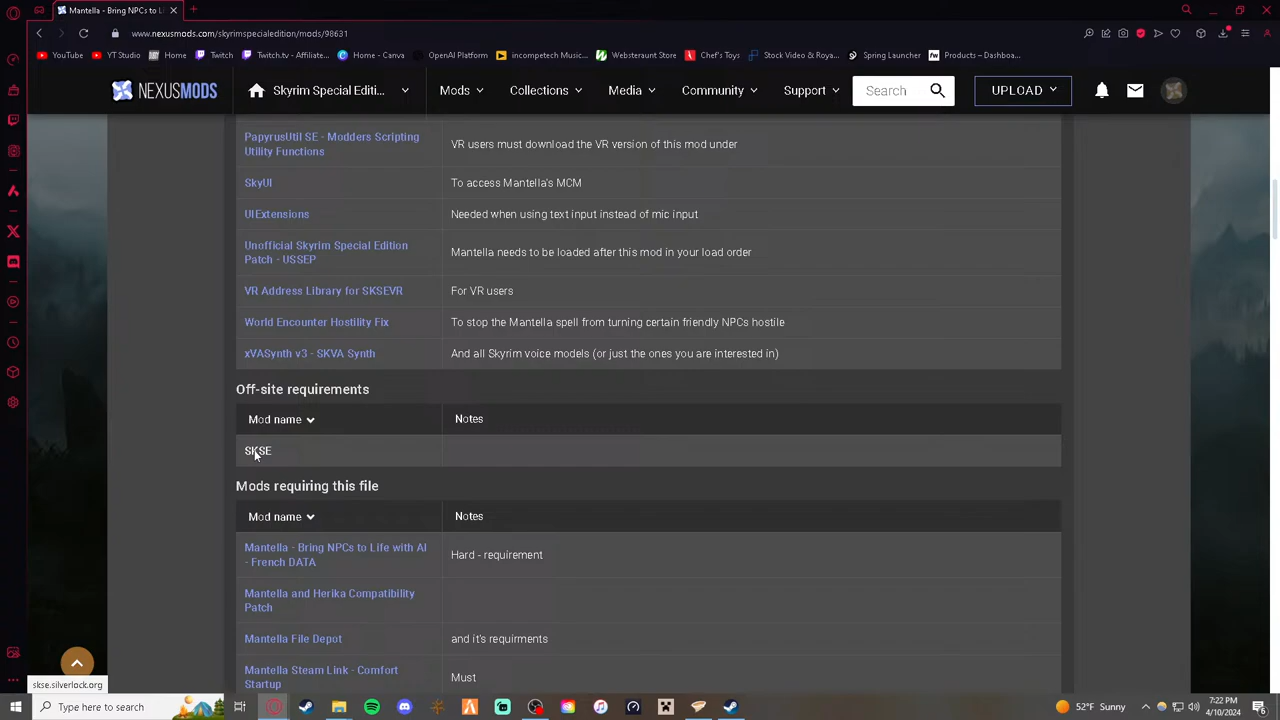 Mantella - Bring NPCs to Li
www.nexusmods.com/skyrimspecialedition/mods/98631
YouTube
YT Studio
Home
Twitch
Twitch.tv - Affiliate...
Home - Canva
OpenAI Platform
incompetech Music...
Websteraunt Store
Chef's Toys
Stock Video & Roya...
Spring Launcher
Products – Dashboa...
NEXUSMODS
Skyrim Special Editi...
Mods
Collections
Media
Community
Support
Search
UPLOAD
PapyrusUtil SE - Modders Scripting
Utility Functions
VR users must download the VR version of this mod under
SkyUI
To access Mantella's MCM
UIExtensions
Needed when using text input instead of mic input
Unofficial Skyrim Special Edition
Patch - USSEP
Mantella needs to be loaded after this mod in your load order
VR Address Library for SKSEVR
For VR users
World Encounter Hostility Fix
To stop the Mantella spell from turning certain friendly NPCs hostile
xVASynth v3 - SKVA Synth
And all Skyrim voice models (or just the ones you are interested in)
Off-site requirements
Mod name
Notes
SKSE
Mods requiring this file
Mod name
Notes
Mantella - Bring NPCs to Life with AI
- French DATA
Hard - requirement
Mantella and Herika Compatibility
Patch
Mantella File Depot
and it's requirments
Mantella Steam Link - Comfort
Startup
Must
skse.silverlock.org
Type here to search
52°F Sunny
7:22 PM
4/10/2024